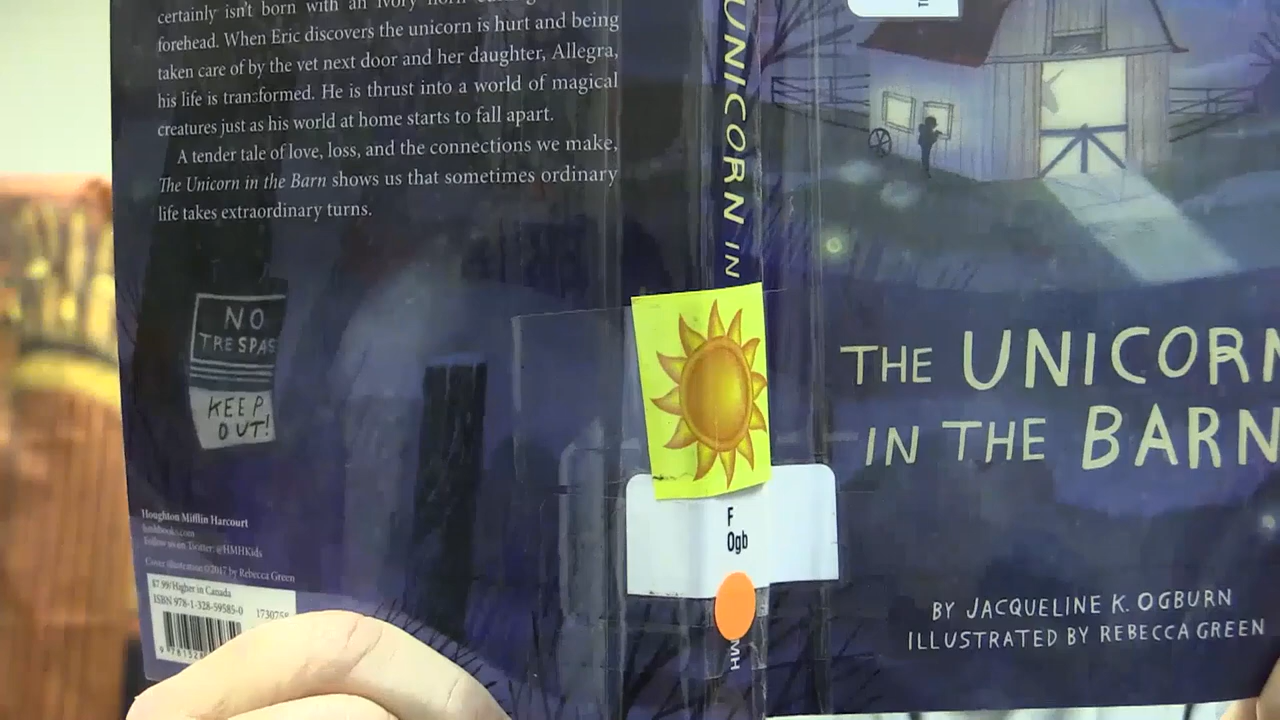 certainly isn't born with an ivory horn
forehead. When Eric discovers the unicorn is hurt and being
taken care of by the vet next door and her daughter, Allegra,
his life is transformed. He is thrust into a world of magical
creatures just as his world at home starts to fall apart.
A tender tale of love, loss, and the connections we make,
The Unicorn in the Barn shows us that sometimes ordinary
life takes extraordinary turns.
NO
TRESPAS
KEEP
OUT!
Houghton Mifflin Harcourt
hmhbooks.com
Follow us on Twitter: @HMHKids
Cover illustration ©2017 by Rebecca Green
$7.99/Higher in Canada
ISBN 978-1-328-59585-0
UNICORN IN
F
Ogb
MH
THE UNICORN
IN THE BARN
BY JACQUELINE K. OGBURN
ILLUSTRATED BY REBECCA GREEN